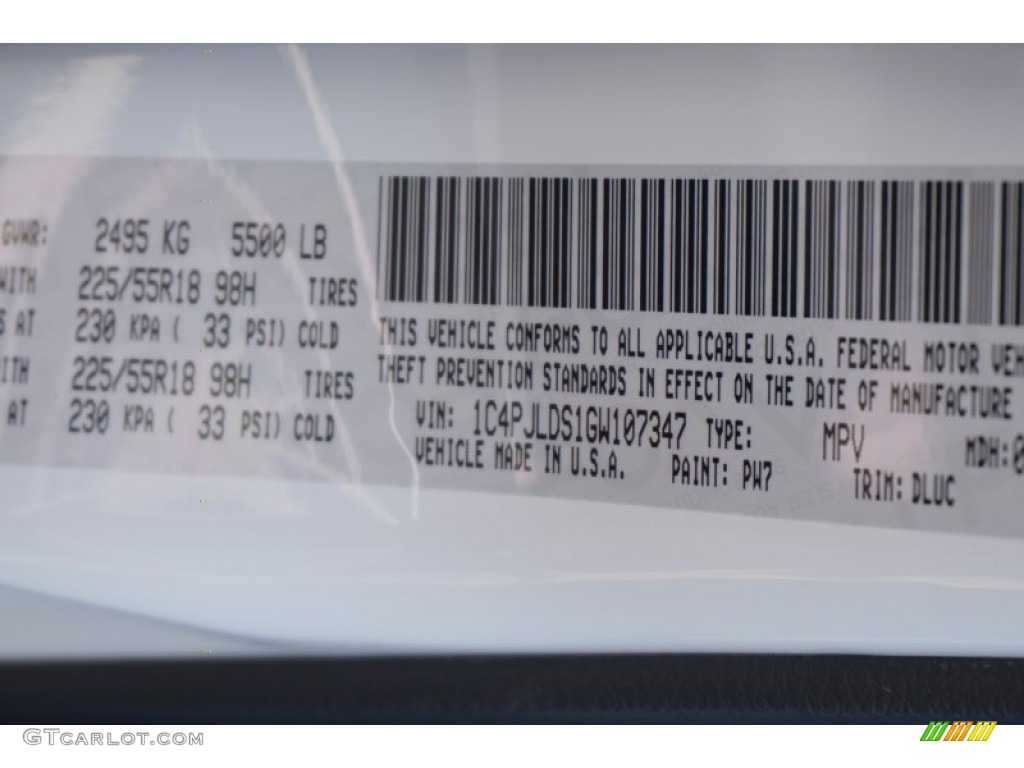 GVWR: 2495 KG 5500 LB
WITH 225/55R18 98H TIRES
S AT 230 KPA ( 33 PSI) COLD
WITH 225/55R18 98H TIRES
AT 230 KPA ( 33 PSI) COLD
THIS VEHICLE CONFORMS TO ALL APPLICABLE U.S.A. FEDERAL MOTOR VEH
THEFT PREVENTION STANDARDS IN EFFECT ON THE DATE OF MANUFACTURE
VIN: 1C4PJLDS1GW107347 TYPE: MPV MDH:0
VEHICLE MADE IN U.S.A. PAINT: PW7 TRIM: DLUC
GTCARLOT.COM